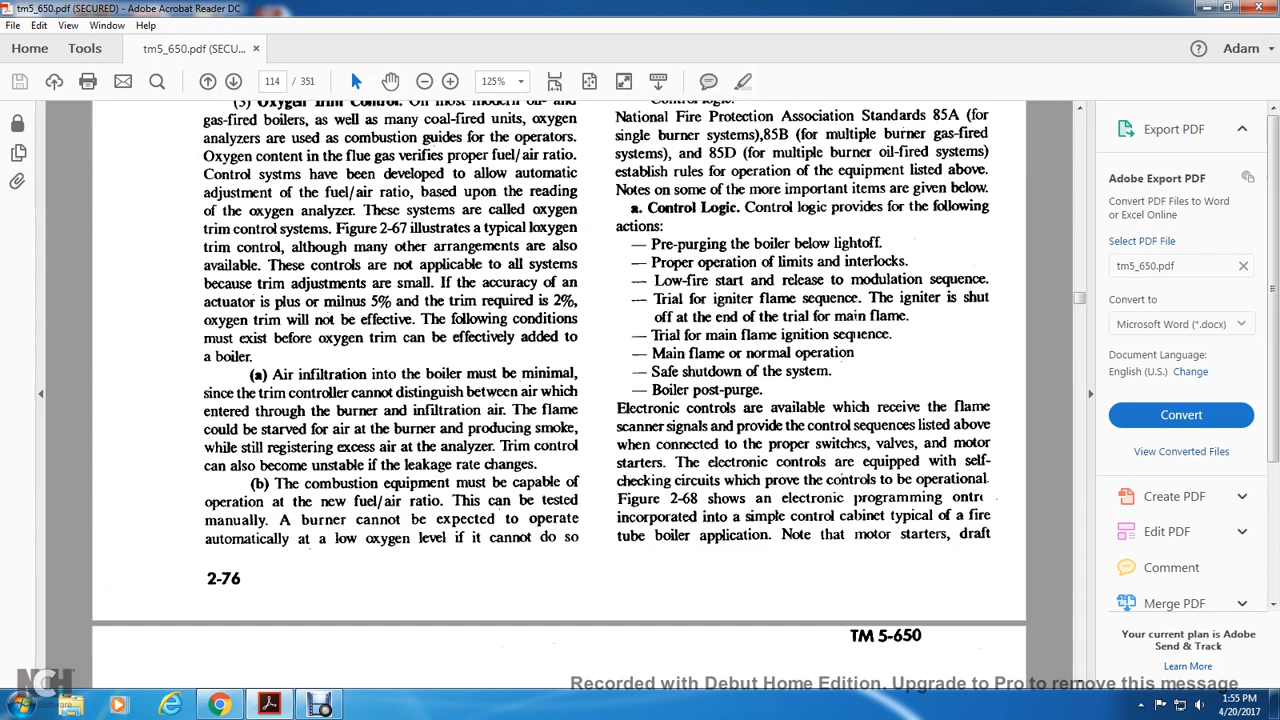 tm5_650.pdf (SECURED) - Adobe Acrobat Reader DC
File Edit View Window Help
Home Tools tm5_650.pdf (SECU... × Adam
114 / 351 125%
(3) Oxygen Trim Control. On most modern oil- and
gas-fired boilers, as well as many coal-fired units, oxygen
analyzers are used as combustion guides for the operators.
Oxygen content in the flue gas verifies proper fuel/air ratio.
Control systms have been developed to allow automatic
adjustment of the fuel/air ratio, based upon the reading
of the oxygen analyzer. These systems are called oxygen
trim control systems. Figure 2-67 illustrates a typical loxygen
trim control, although many other arrangements are also
available. These controls are not applicable to all systems
because trim adjustments are small. If the accuracy of an
actuator is plus or milnus 5% and the trim required is 2%,
oxygen trim will not be effective. The following conditions
must exist before oxygen trim can be effectively added to
a boiler.
(a) Air infiltration into the boiler must be minimal,
since the trim controller cannot distinguish between air which
entered through the burner and infiltration air. The flame
could be starved for air at the burner and producing smoke,
while still registering excess air at the analyzer. Trim control
can also become unstable if the leakage rate changes.
(b) The combustion equipment must be capable of
operation at the new fuel/air ratio. This can be tested
manually. A burner cannot be expected to operate
automatically at a low oxygen level if it cannot do so
2-76
Control logic.
National Fire Protection Association Standards 85A (for
single burner systems),85B (for multiple burner gas-fired
systems), and 85D (for multiple burner oil-fired systems)
establish rules for operation of the equipment listed above.
Notes on some of the more important items are given below.
a. Control Logic. Control logic provides for the following
actions:
— Pre-purging the boiler below lightoff.
— Proper operation of limits and interlocks.
— Low-fire start and release to modulation sequence.
— Trial for igniter flame sequence. The igniter is shut
off at the end of the trial for main flame.
— Trial for main flame ignition sequence.
— Main flame or normal operation
— Safe shutdown of the system.
— Boiler post-purge.
Electronic controls are available which receive the flame
scanner signals and provide the control sequences listed above
when connected to the proper switches, valves, and motor
starters. The electronic controls are equipped with self-
checking circuits which prove the controls to be operational.
Figure 2-68 shows an electronic programming ontrc
incorporated into a simple control cabinet typical of a fire
tube boiler application. Note that motor starters, draft
TM 5-650
Export PDF
Adobe Export PDF
Convert PDF Files to Word
or Excel Online
Select PDF File
tm5_650.pdf
Convert to
Microsoft Word (*.docx)
Document Language:
English (U.S.) Change
Convert
View Converted Files
Create PDF
Edit PDF
Comment
Merge PDF
Your current plan is Adobe
Send & Track
Learn More
NCH
Software
Recorded with Debut Home Edition. Upgrade to Pro to remove this message
1:55 PM
4/20/2017